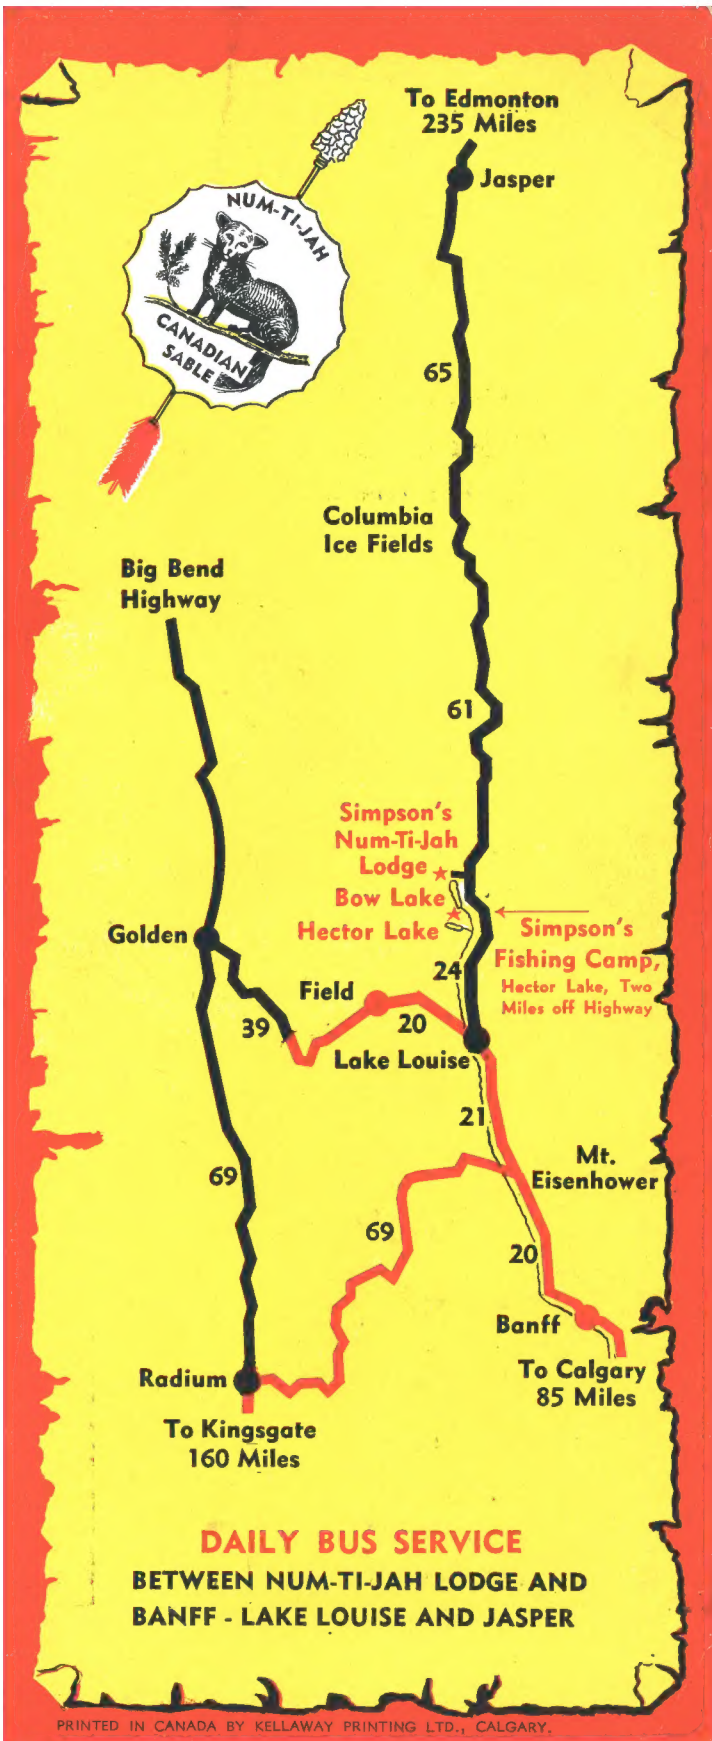 To Edmonton
235 Miles
Jasper
NUM-TI-JAH
CANADIAN
SABLE
65
Columbia
Ice Fields
Big Bend
Highway
61
Simpson's
Num-Ti-Jah
Lodge
Bow Lake
Hector Lake
Simpson's
Fishing Camp,
Hector Lake, Two
Miles off Highway
Golden
24
Field
20
39
Lake Louise
21
Mt.
Eisenhower
69
69
20
Banff
To Calgary
85 Miles
Radium
To Kingsgate
160 Miles
DAILY BUS SERVICE
BETWEEN NUM-TI-JAH LODGE AND
BANFF - LAKE LOUISE AND JASPER
PRINTED IN CANADA BY KELLAWAY PRINTING LTD., CALGARY.